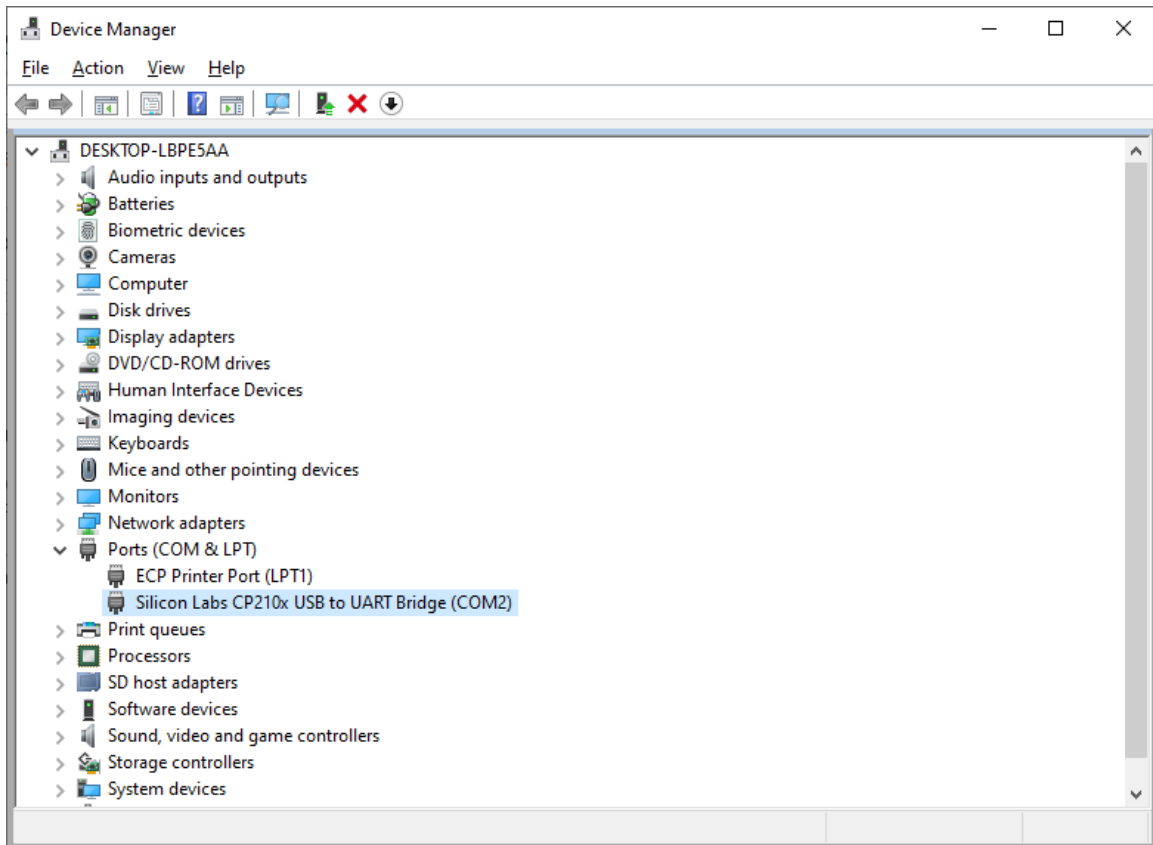 Device Manager
File Action View Help
DESKTOP-LBPE5AA
Audio inputs and outputs
Batteries
Biometric devices
Cameras
Computer
Disk drives
Display adapters
DVD/CD-ROM drives
Human Interface Devices
Imaging devices
Keyboards
Mice and other pointing devices
Monitors
Network adapters
Ports (COM & LPT)
ECP Printer Port (LPT1)
Silicon Labs CP210x USB to UART Bridge (COM2)
Print queues
Processors
SD host adapters
Software devices
Sound, video and game controllers
Storage controllers
System devices